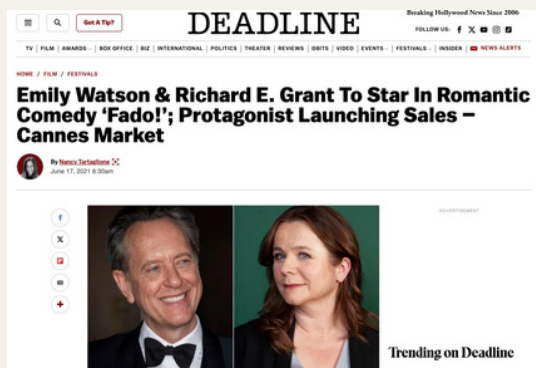 Got A Tip?
DEADLINE
Breaking Hollywood News Since 2006
FOLLOW US:
TV | FILM | AWARDS | BOX OFFICE | BIZ | INTERNATIONAL | POLITICS | THEATER | REVIEWS | OBITS | VIDEO | EVENTS | FESTIVALS | INSIDER | NEWS ALERTS
HOME / FILM / FESTIVALS
Emily Watson & Richard E. Grant To Star In Romantic
Comedy ‘Fado!’; Protagonist Launching Sales –
Cannes Market
By Nancy Tartaglione
June 17, 2021 8:30am
ADVERTISEMENT
Trending on Deadline